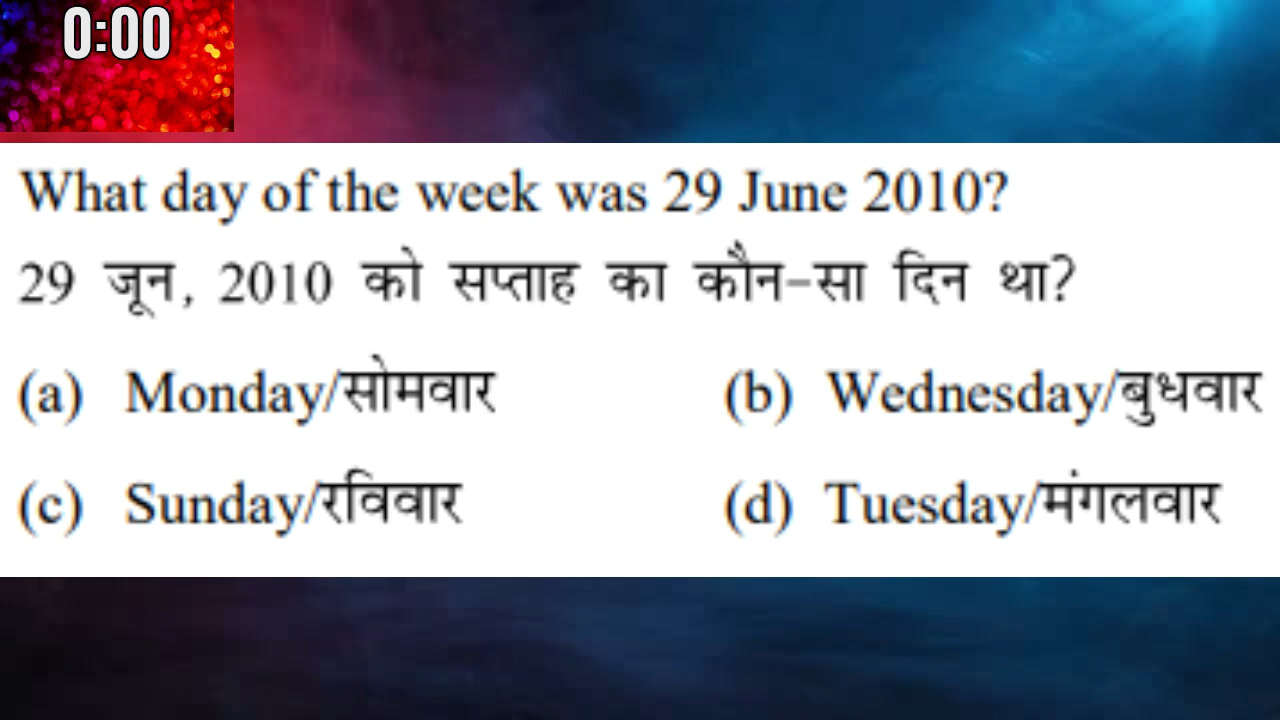 0:00
What day of the week was 29 June 2010?
29 जून, 2010 को सप्ताह का कौन-सा दिन था?
(a) Monday/सोमवार (b) Wednesday/बुधवार
(c) Sunday/रविवार (d) Tuesday/मंगलवार